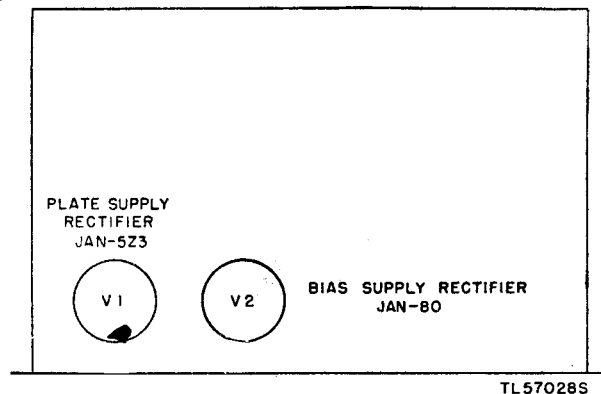 PLATE SUPPLY
RECTIFIER
JAN-5Z3
V1
V2
BIAS SUPPLY RECTIFIER
JAN-80
TL57028S